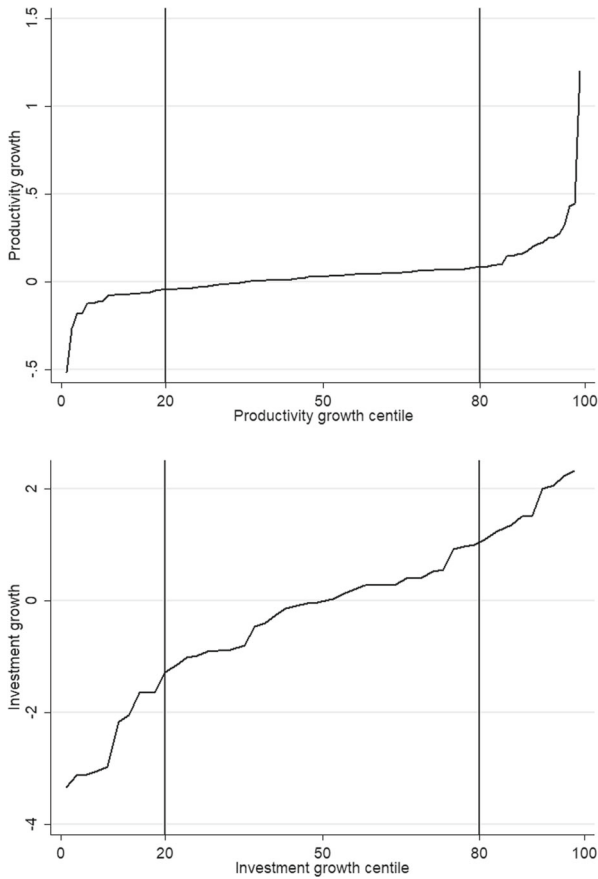 1.5
1
.5
0
-.5
Productivity growth
0 20 50 80 100
Productivity growth centile
2
0
-2
-4
Investment growth
0 20 50 80 100
Investment growth centile